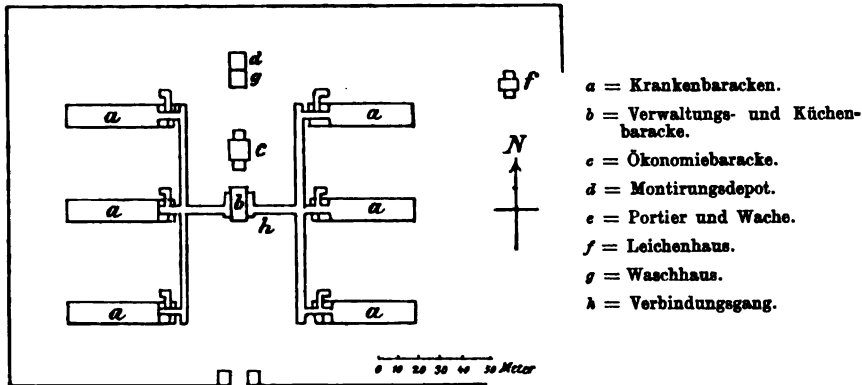 d
g
f
a
a
c
N
a
b
a
h
a
a
0 10 20 30 40 50 Meter
a = Krankenbaracken.
b = Verwaltungs- und Küchen-
baracke.
c = Ökonomiebaracke.
d = Montirungsdepot.
e = Portier und Wache.
f = Leichenhaus.
g = Waschhaus.
h = Verbindungsgang.